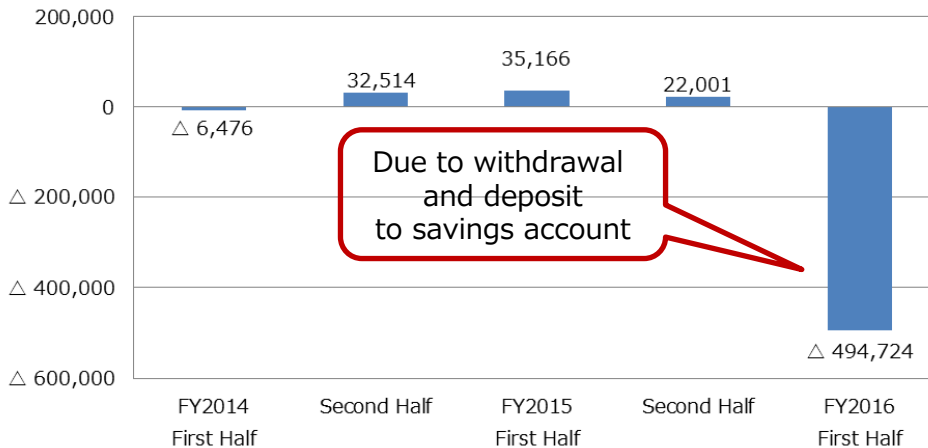 200,000
0
△ 200,000
△ 400,000
△ 600,000
△ 6,476
32,514
35,166
22,001
△ 494,724
Due to withdrawal
and deposit
to savings account
FY2014
First Half
Second Half
FY2015
First Half
Second Half
FY2016
First Half